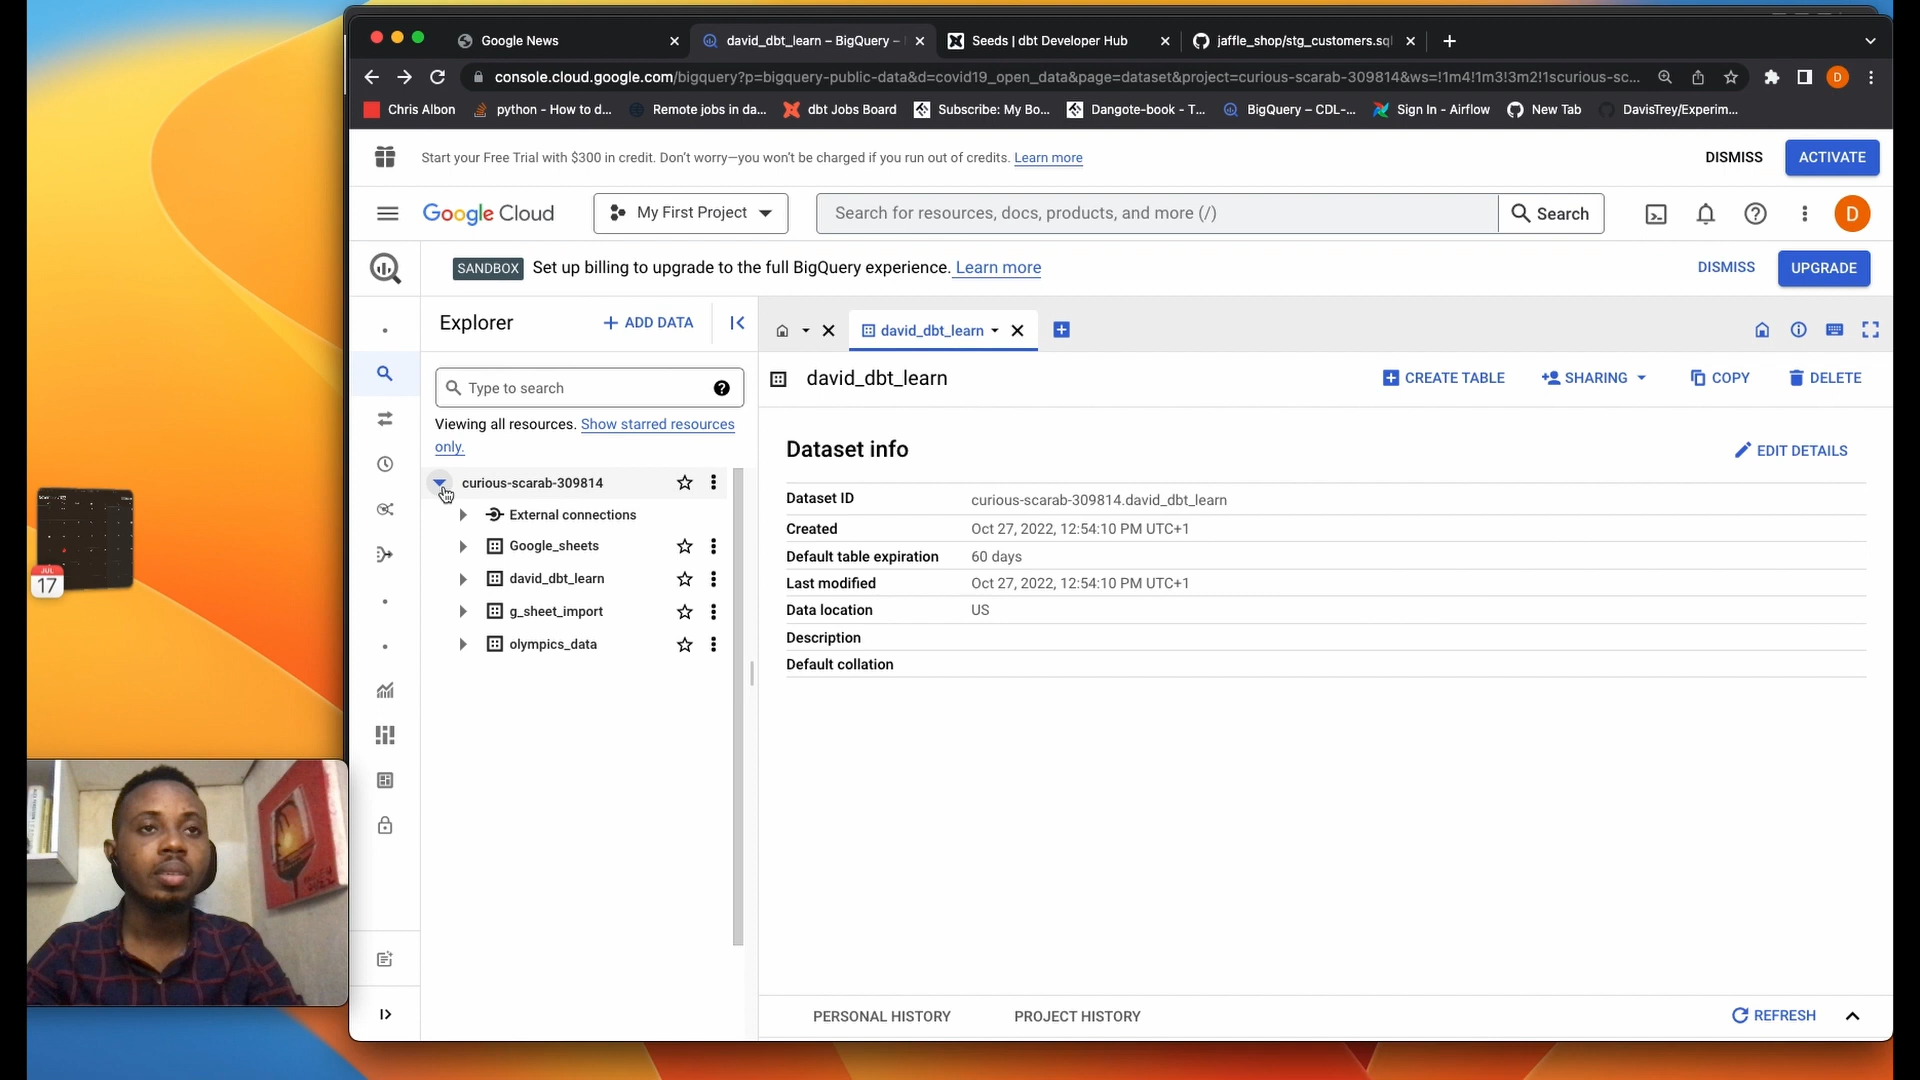 Google News
david_dbt_learn – BigQuery –
Seeds | dbt Developer Hub
jaffle_shop/stg_customers.sql
console.cloud.google.com/bigquery?p=bigquery-public-data&d=covid19_open_data&page=dataset&project=curious-scarab-309814&ws=!1m4!1m3!3m2!1scurious-sc...
D
Chris Albon
python - How to d...
Remote jobs in da...
dbt Jobs Board
Subscribe: My Bo...
Dangote-book - T...
BigQuery – CDL-...
Sign In - Airflow
New Tab
DavisTrey/Experim...
Start your Free Trial with $300 in credit. Don't worry—you won't be charged if you run out of credits. Learn more
DISMISS
ACTIVATE
Google Cloud
My First Project
Search for resources, docs, products, and more (/)
Search
D
SANDBOX Set up billing to upgrade to the full BigQuery experience. Learn more
DISMISS
UPGRADE
Explorer
+ ADD DATA
david_dbt_learn
Type to search
Viewing all resources. Show starred resources
only.
curious-scarab-309814
External connections
Google_sheets
david_dbt_learn
g_sheet_import
olympics_data
david_dbt_learn
CREATE TABLE
SHARING
COPY
DELETE
Dataset info
EDIT DETAILS
Dataset ID curious-scarab-309814.david_dbt_learn
Created Oct 27, 2022, 12:54:10 PM UTC+1
Default table expiration 60 days
Last modified Oct 27, 2022, 12:54:10 PM UTC+1
Data location US
Description
Default collation
PERSONAL HISTORY
PROJECT HISTORY
REFRESH
JUL
17